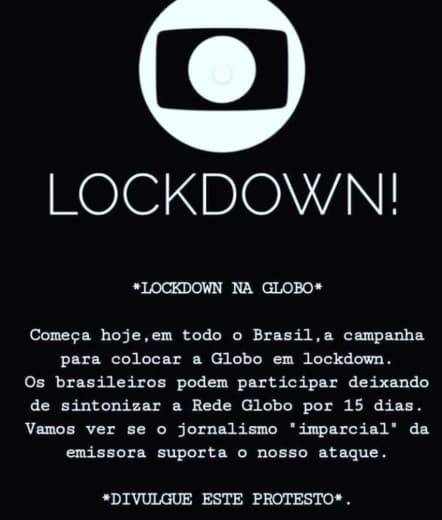 LOCKDOWN!
*LOCKDOWN NA GLOBO*
Começa hoje,em todo o Brasil,a campanha
para colocar a Globo em lockdown.
Os brasileiros podem participar deixando
de sintonizar a Rede Globo por 15 dias.
Vamos ver se o jornalismo "imparcial" da
emissora suporta o nosso ataque.
*DIVULGUE ESTE PROTESTO*.